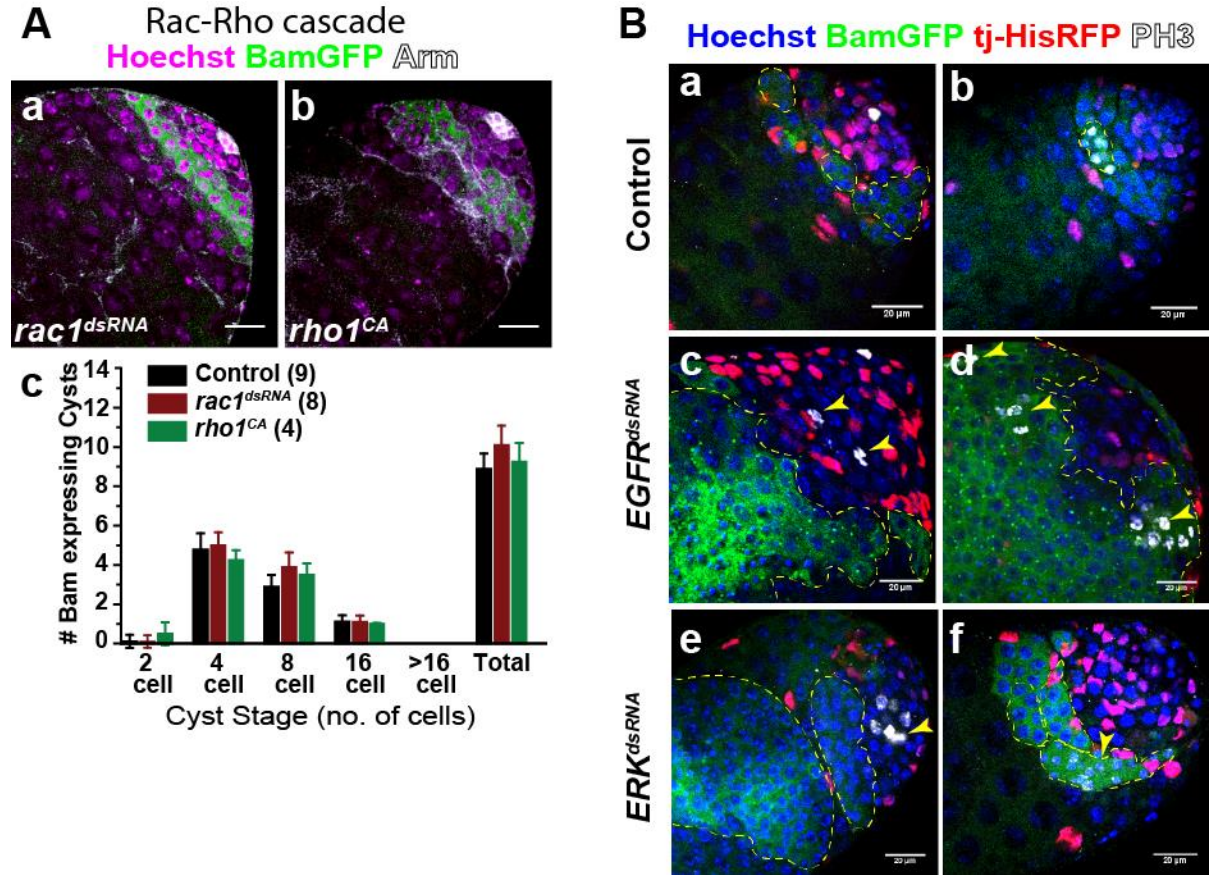 A
Rac-Rho cascade
Hoechst BamGFP Arm
a
b
rac1dsRNA
rho1CA
c
# Bam expressing Cysts
14
12
10
8
6
4
2
0
Control (9)
rac1dsRNA (8)
rho1CA (4)
2 4 8 16 >16 Total
cell cell cell cell cell
Cyst Stage (no. of cells)
B
Hoechst BamGFP tj-HisRFP PH3
Control
a
20 µm
b
20 µm
EGFRdsRNA
c
20 µm
d
20 µm
ERKdsRNA
e
20 µm
f
20 µm